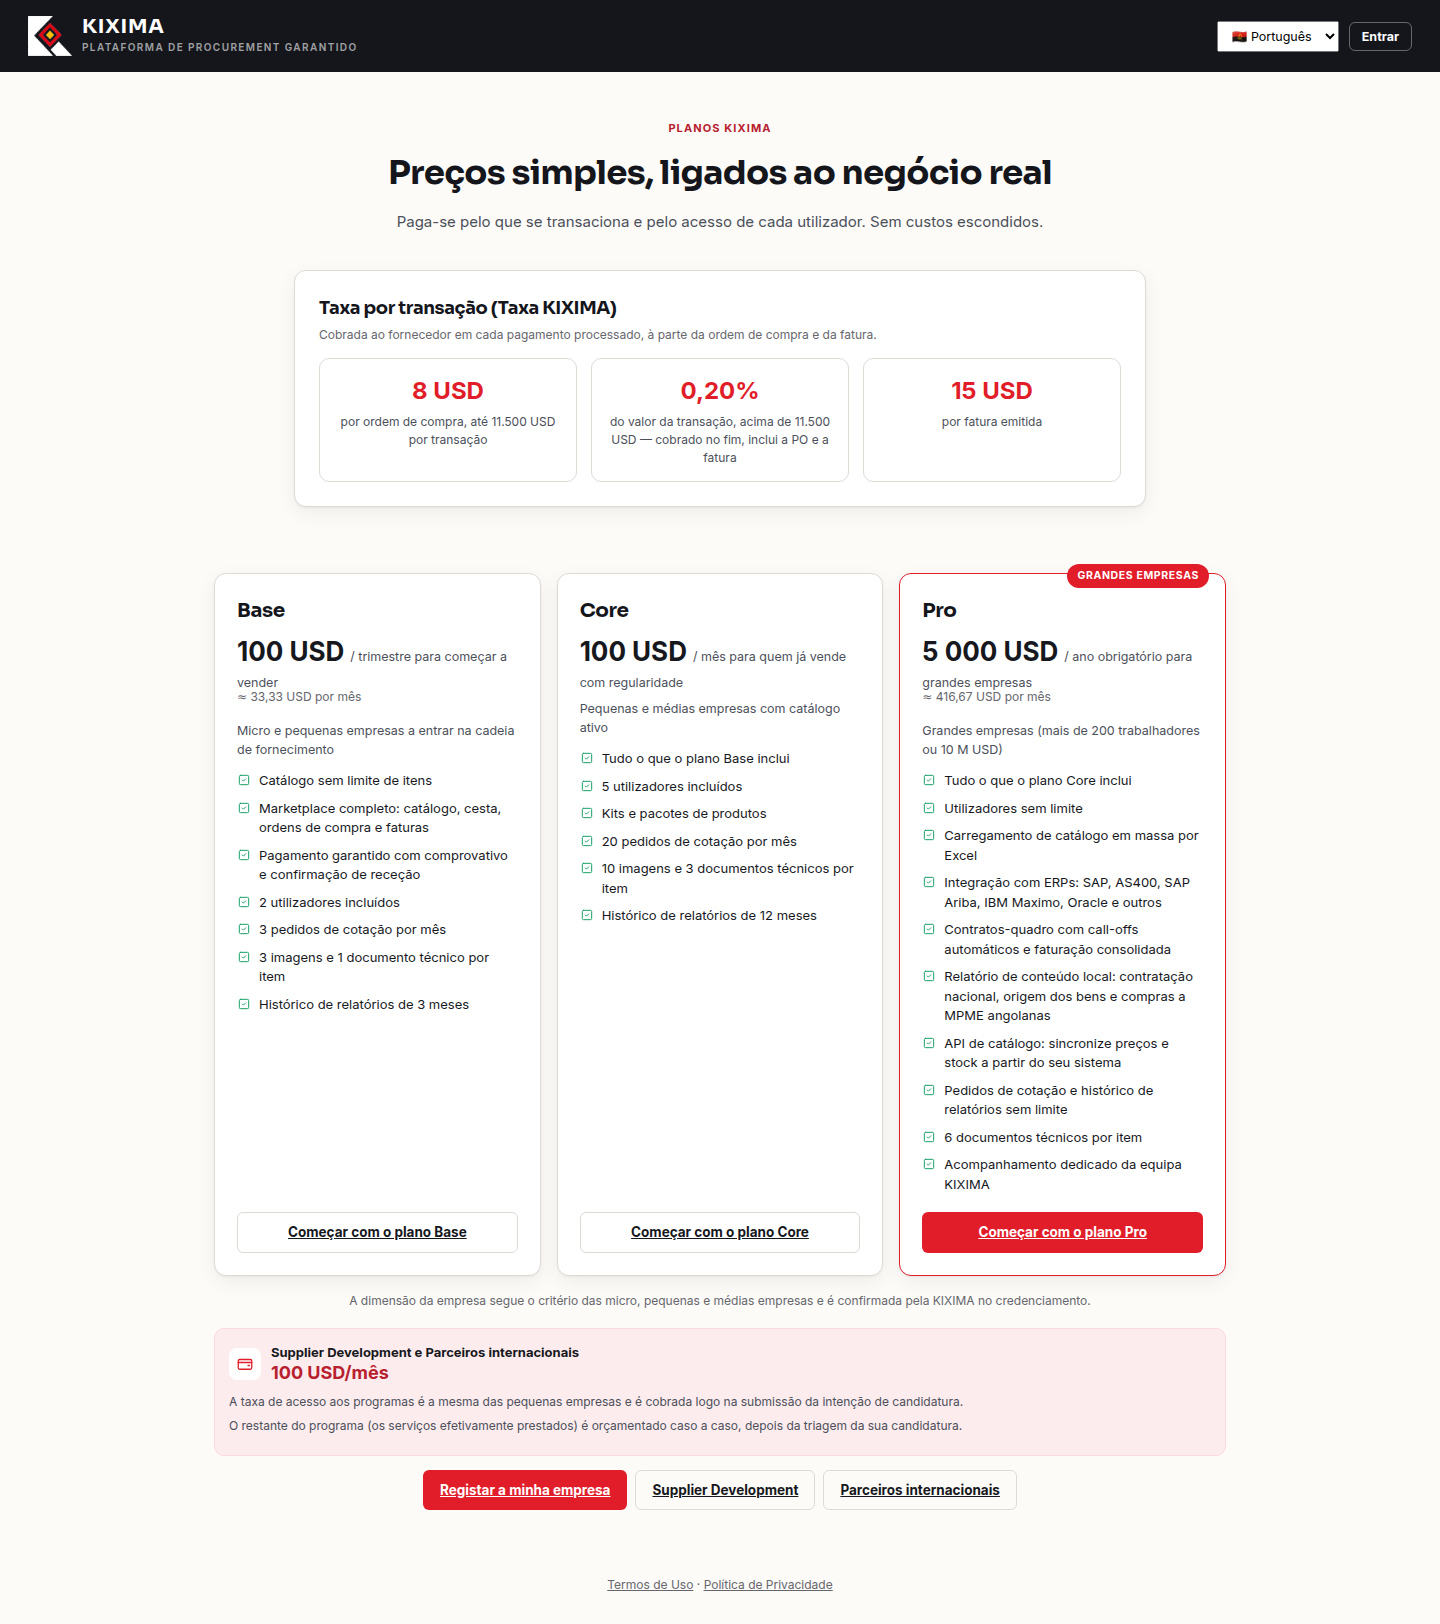 KIXIMA
PLATAFORMA DE PROCUREMENT GARANTIDO
Português
Entrar
PLANOS KIXIMA
Preços simples, ligados ao negócio real
Paga-se pelo que se transaciona e pelo acesso de cada utilizador. Sem custos escondidos.
Taxa por transação (Taxa KIXIMA)
Cobrada ao fornecedor em cada pagamento processado, à parte da ordem de compra e da fatura.
8 USD
por ordem de compra, até 11.500 USD
por transação
0,20%
do valor da transação, acima de 11.500
USD — cobrado no fim, inclui a PO e a
fatura
15 USD
por fatura emitida
Base
100 USD / trimestre para começar a
vender
≈ 33,33 USD por mês
Micro e pequenas empresas a entrar na cadeia
de fornecimento
Catálogo sem limite de itens
Marketplace completo: catálogo, cesta,
ordens de compra e faturas
Pagamento garantido com comprovativo
e confirmação de receção
2 utilizadores incluídos
3 pedidos de cotação por mês
3 imagens e 1 documento técnico por
item
Histórico de relatórios de 3 meses
Começar com o plano Base
Core
100 USD / mês para quem já vende
com regularidade
Pequenas e médias empresas com catálogo
ativo
Tudo o que o plano Base inclui
5 utilizadores incluídos
Kits e pacotes de produtos
20 pedidos de cotação por mês
10 imagens e 3 documentos técnicos por
item
Histórico de relatórios de 12 meses
Começar com o plano Core
GRANDES EMPRESAS
Pro
5 000 USD / ano obrigatório para
grandes empresas
≈ 416,67 USD por mês
Grandes empresas (mais de 200 trabalhadores
ou 10 M USD)
Tudo o que o plano Core inclui
Utilizadores sem limite
Carregamento de catálogo em massa por
Excel
Integração com ERPs: SAP, AS400, SAP
Ariba, IBM Maximo, Oracle e outros
Contratos-quadro com call-offs
automáticos e faturação consolidada
Relatório de conteúdo local: contratação
nacional, origem dos bens e compras a
MPME angolanas
API de catálogo: sincronize preços e
stock a partir do seu sistema
Pedidos de cotação e histórico de
relatórios sem limite
6 documentos técnicos por item
Acompanhamento dedicado da equipa
KIXIMA
Começar com o plano Pro
A dimensão da empresa segue o critério das micro, pequenas e médias empresas e é confirmada pela KIXIMA no credenciamento.
Supplier Development e Parceiros internacionais
100 USD/mês
A taxa de acesso aos programas é a mesma das pequenas empresas e é cobrada logo na submissão da intenção de candidatura.
O restante do programa (os serviços efetivamente prestados) é orçamentado caso a caso, depois da triagem da sua candidatura.
Registar a minha empresa
Supplier Development
Parceiros internacionais
Termos de Uso · Política de Privacidade